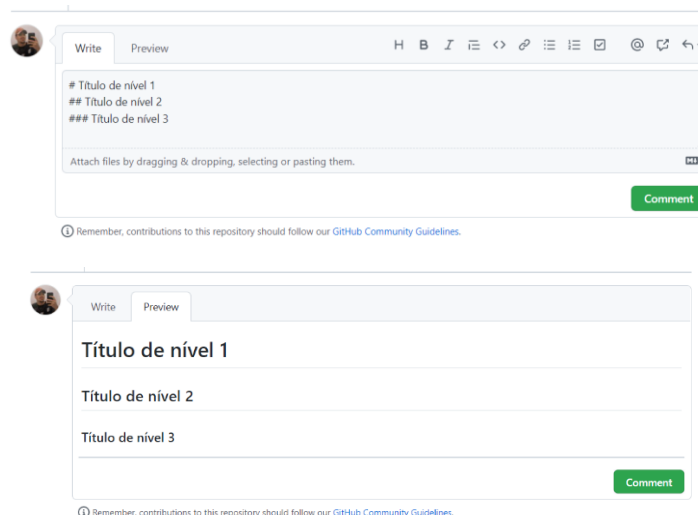 Write Preview H B I <> @
# Título de nível 1
## Título de nível 2
### Título de nível 3
Attach files by dragging & dropping, selecting or pasting them.
Comment
Remember, contributions to this repository should follow our GitHub Community Guidelines.
Write Preview
Título de nível 1
Título de nível 2
Título de nível 3
Comment
Remember, contributions to this repository should follow our GitHub Community Guidelines.